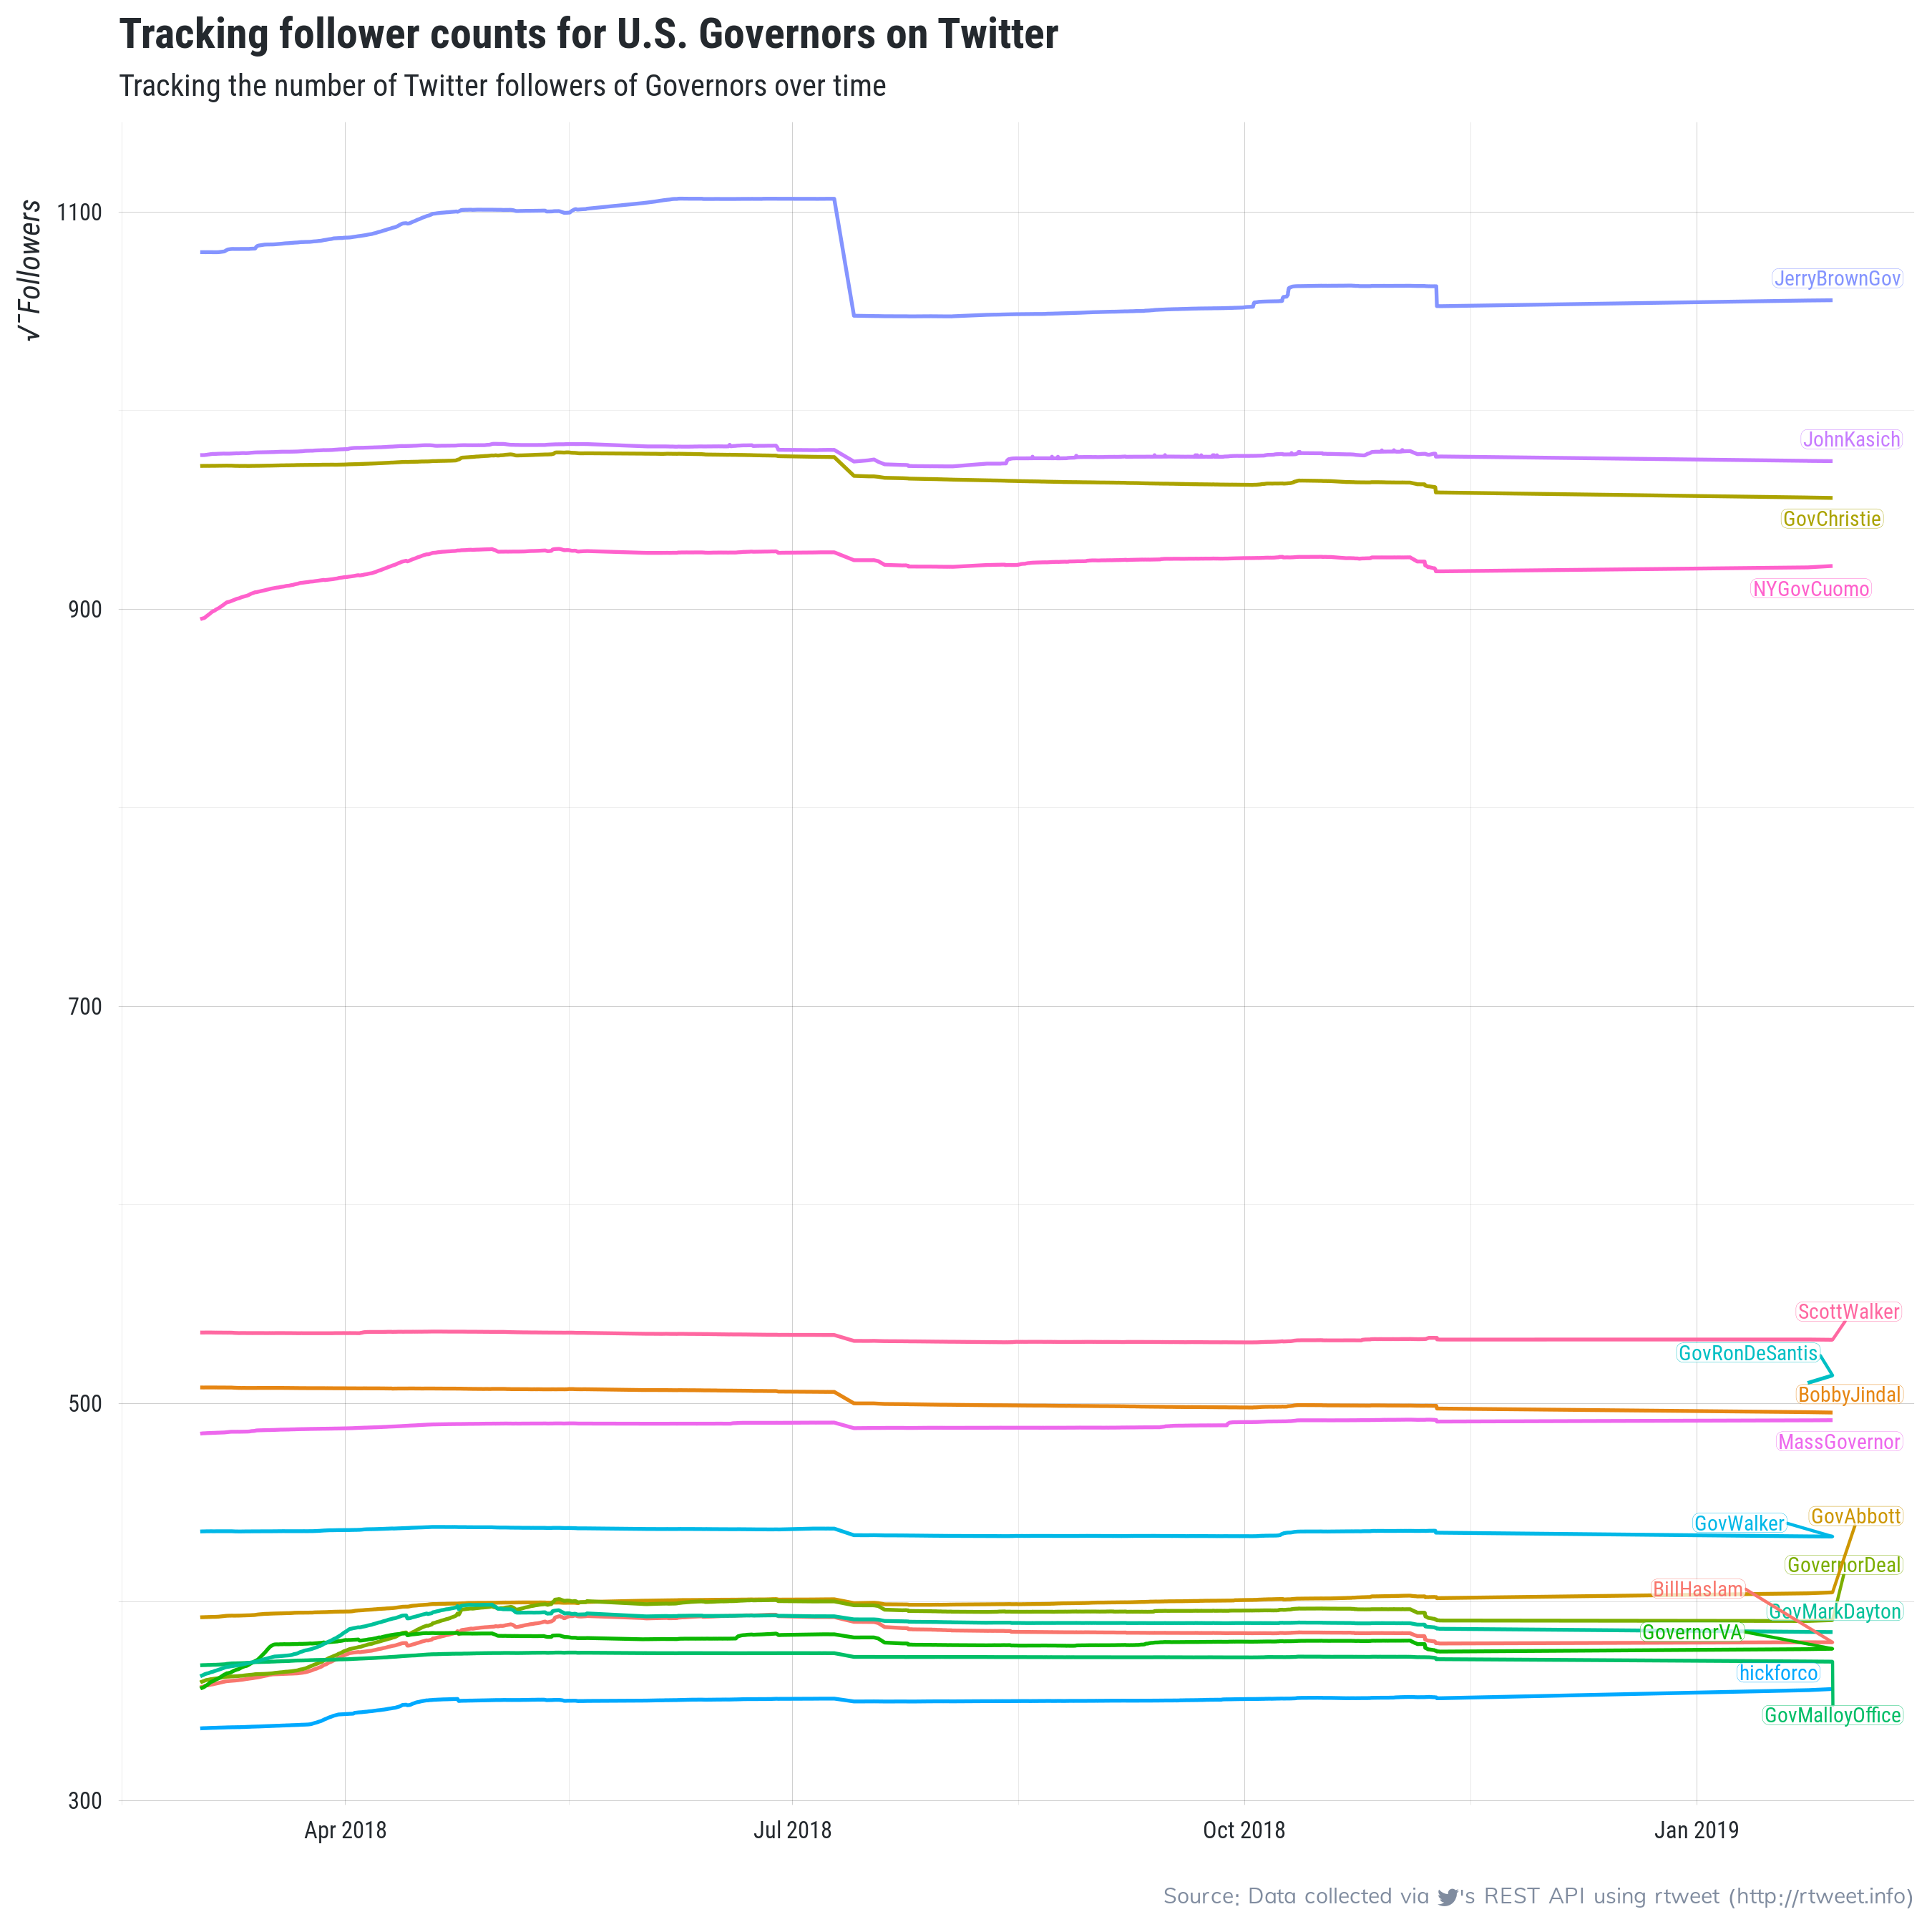 Tracking follower counts for U.S. Governors on Twitter
Tracking the number of Twitter followers of Governors over time
√¯Followers
1100
900
700
500
300
JerryBrownGov
JohnKasich
GovChristie
NYGovCuomo
ScottWalker
GovRonDeSantis
BobbyJindal
MassGovernor
GovAbbott
GovWalker
GovernorDeal
BillHaslam
GovMarkDayton
GovernorVA
hickforco
GovMalloyOffice
Apr 2018
Jul 2018
Oct 2018
Jan 2019
Source: Data collected via 's REST API using rtweet (http://rtweet.info)